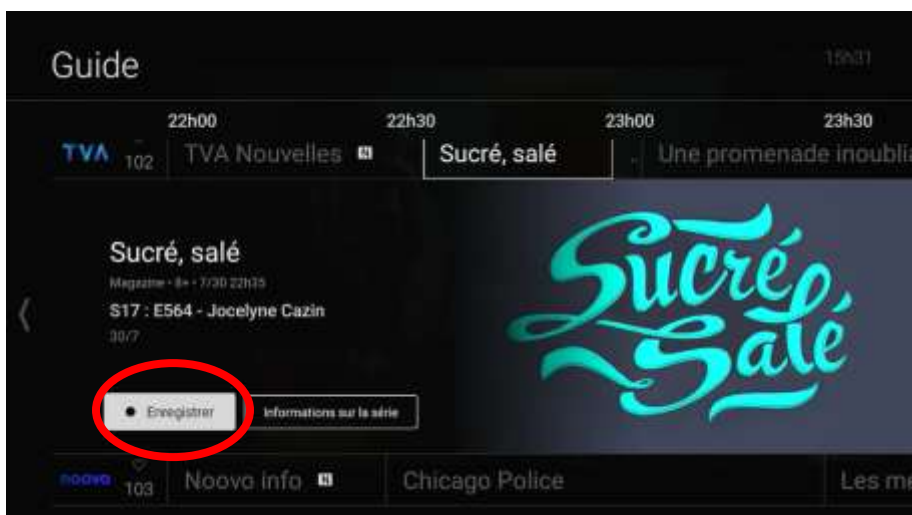 Guide
15h31
22h00 22h30 23h00 23h30
TVA 102 TVA Nouvelles N Sucré, salé Une promenade inoublia
Sucré, salé
Magazine • 8+ • 7/30 22h35
S17 : E564 - Jocelyne Cazin
30/7
Sucré
Salé
Enregistrer Informations sur la série
noovo 103 Noovo info N Chicago Police Les me